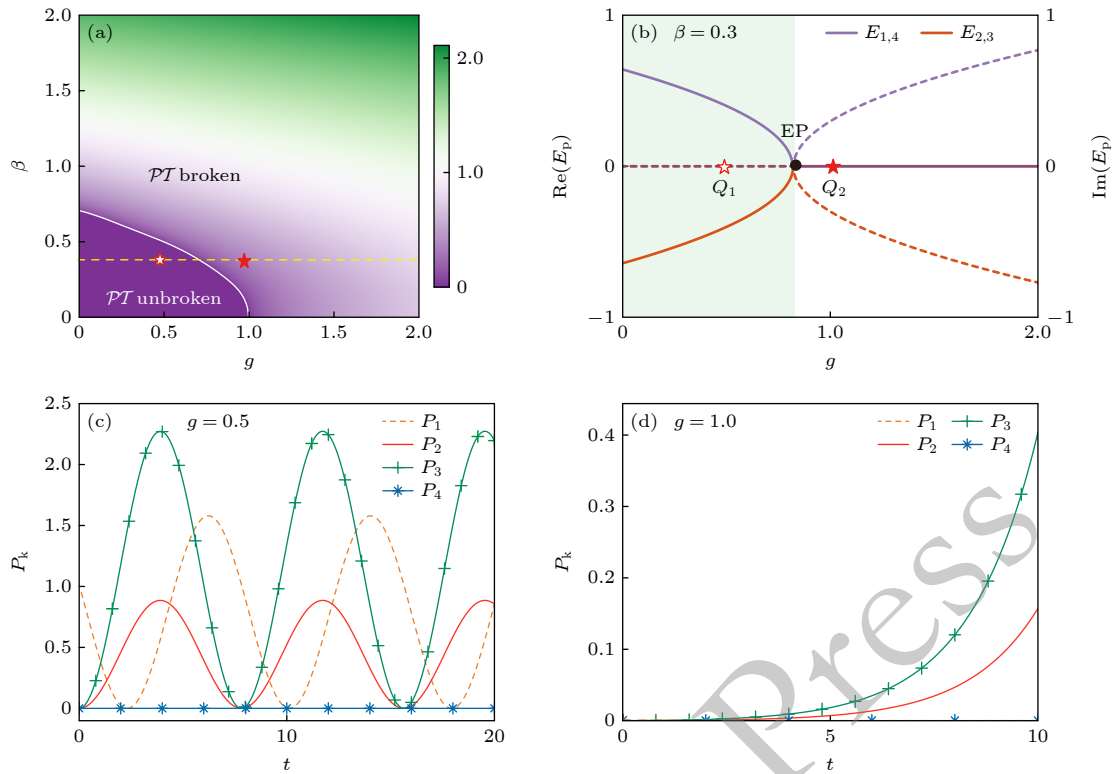 2.0
(a)
1.5
β
1.0
𝒫𝒯 broken
0.5
𝒫𝒯 unbroken
0
0
0.5
1.0
1.5
2.0
g
2.0
1.0
0
1
(b) β = 0.3
E1,4
E2,3
1
Re(Ep)
EP
Im(Ep)
0
0
Q1
Q2
−1
−1
0
1.0
2.0
g
2.5
(c)
g = 0.5
P1
P2
P3
P4
2.0
1.5
Pk
1.0
0.5
0
0
10
20
t
(d)
g = 1.0
P1
P3
P2
P4
0.4
0.3
Pk
0.2
0.1
0
0
5
10
t
Press